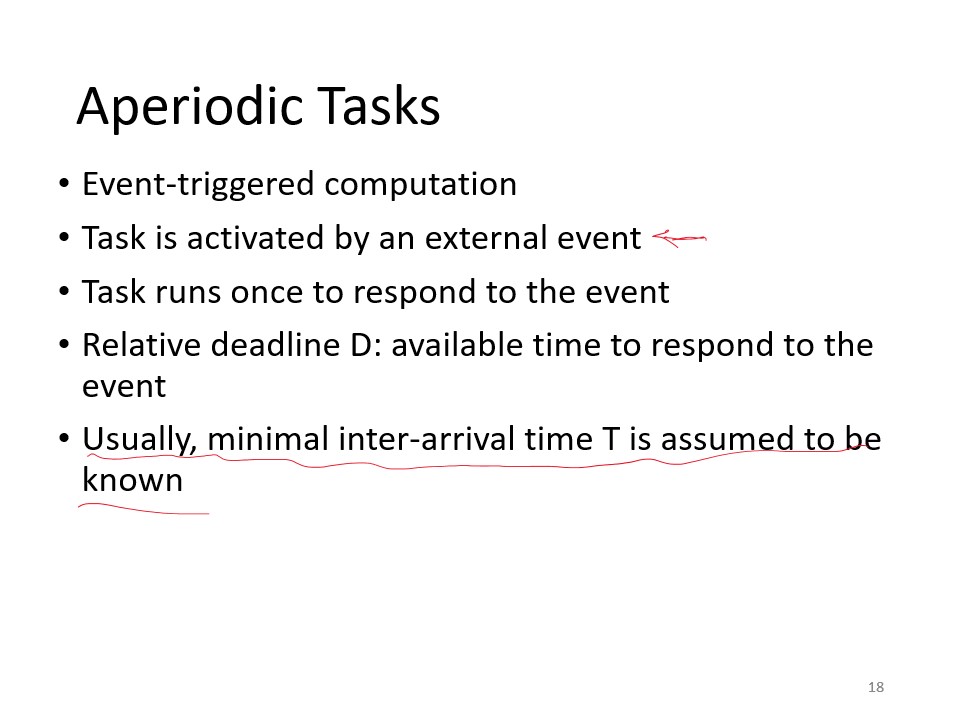 Aperiodic Tasks
• Event-triggered computation
• Task is activated by an external event
• Task runs once to respond to the event
• Relative deadline D: available time to respond to the
event
• Usually, minimal inter-arrival time T is assumed to be
known
18